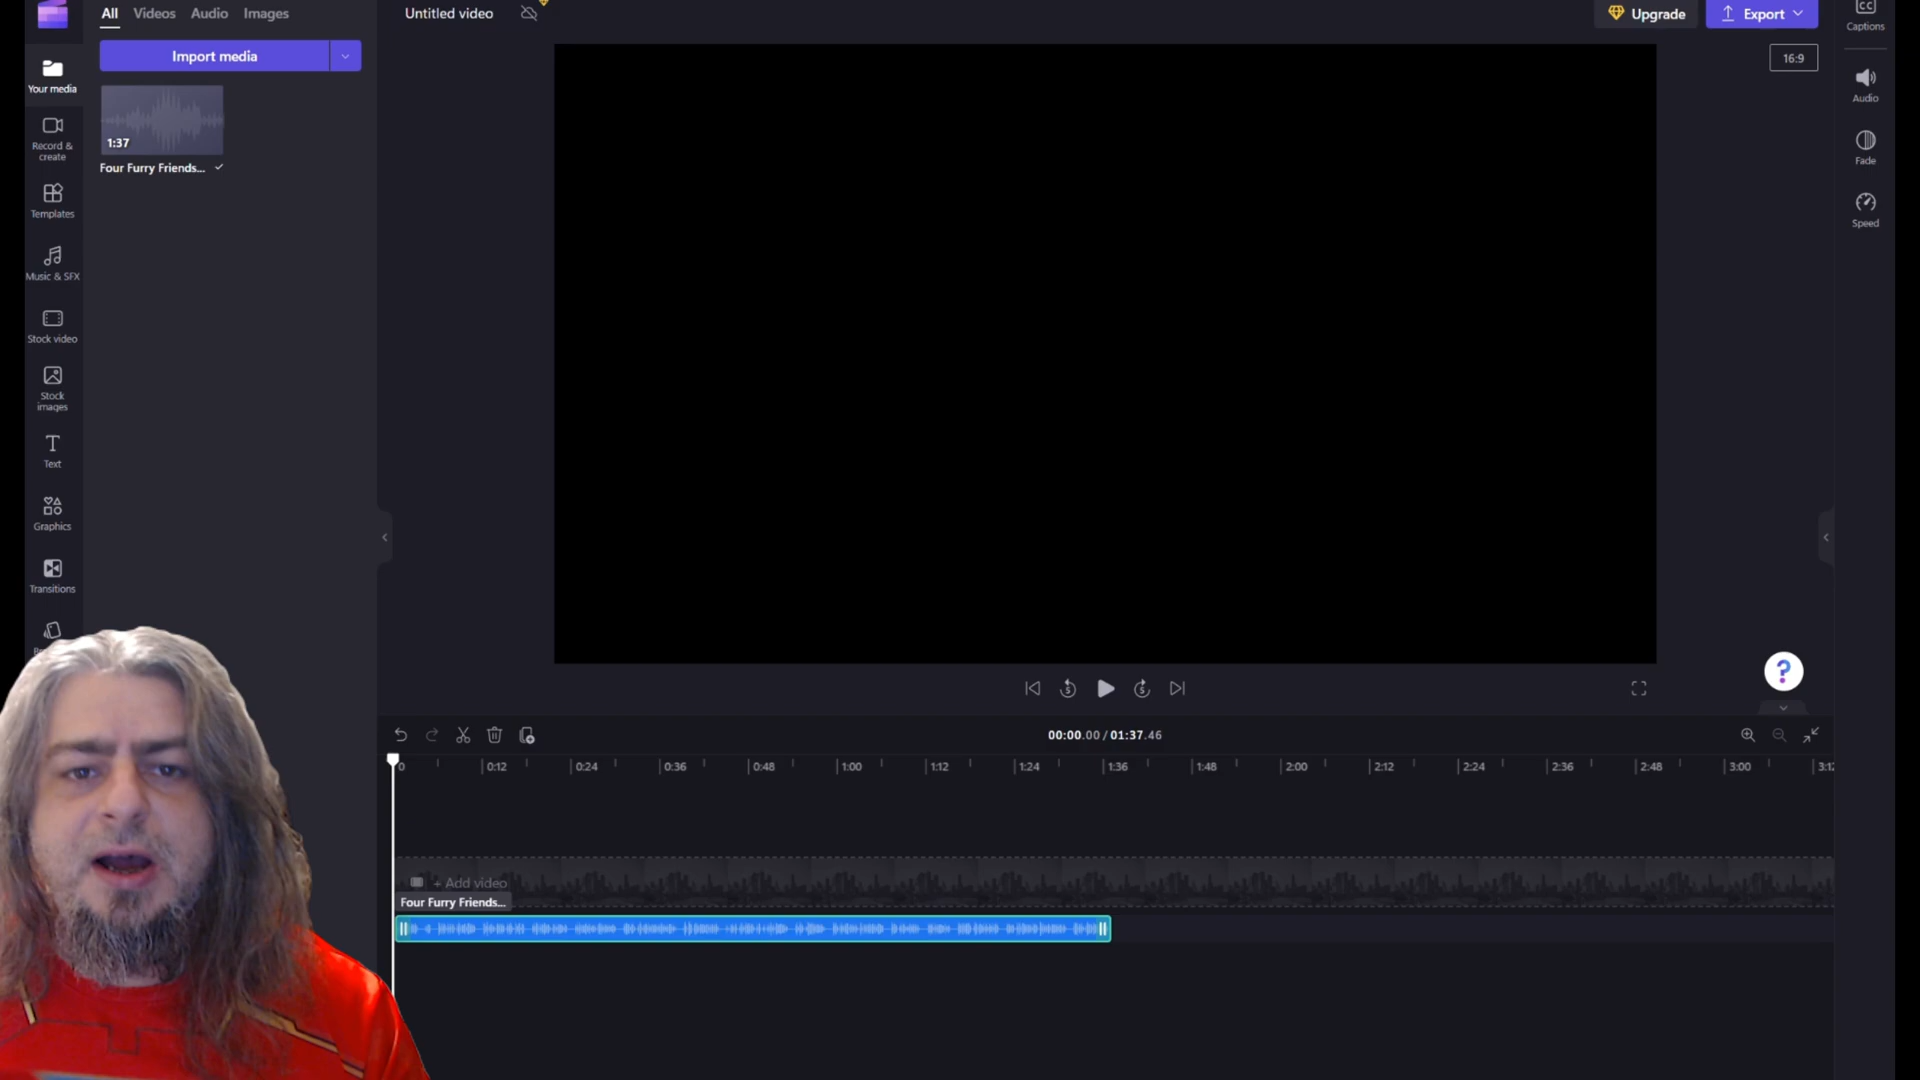 All Videos Audio Images
Untitled video
Upgrade
Export
Captions
Import media
16:9
Your media
1:37
Four Furry Friends...
Record &
create
Templates
Music & SFX
Stock video
Stock
images
Text
Graphics
Transitions
Audio
Fade
Speed
?
5
5
00:00.00 / 01:37.46
0 0:12 0:24 0:36 0:48 1:00 1:12 1:24 1:36 1:48 2:00 2:12 2:24 2:36 2:48 3:00
+ Add video
Four Furry Friends...